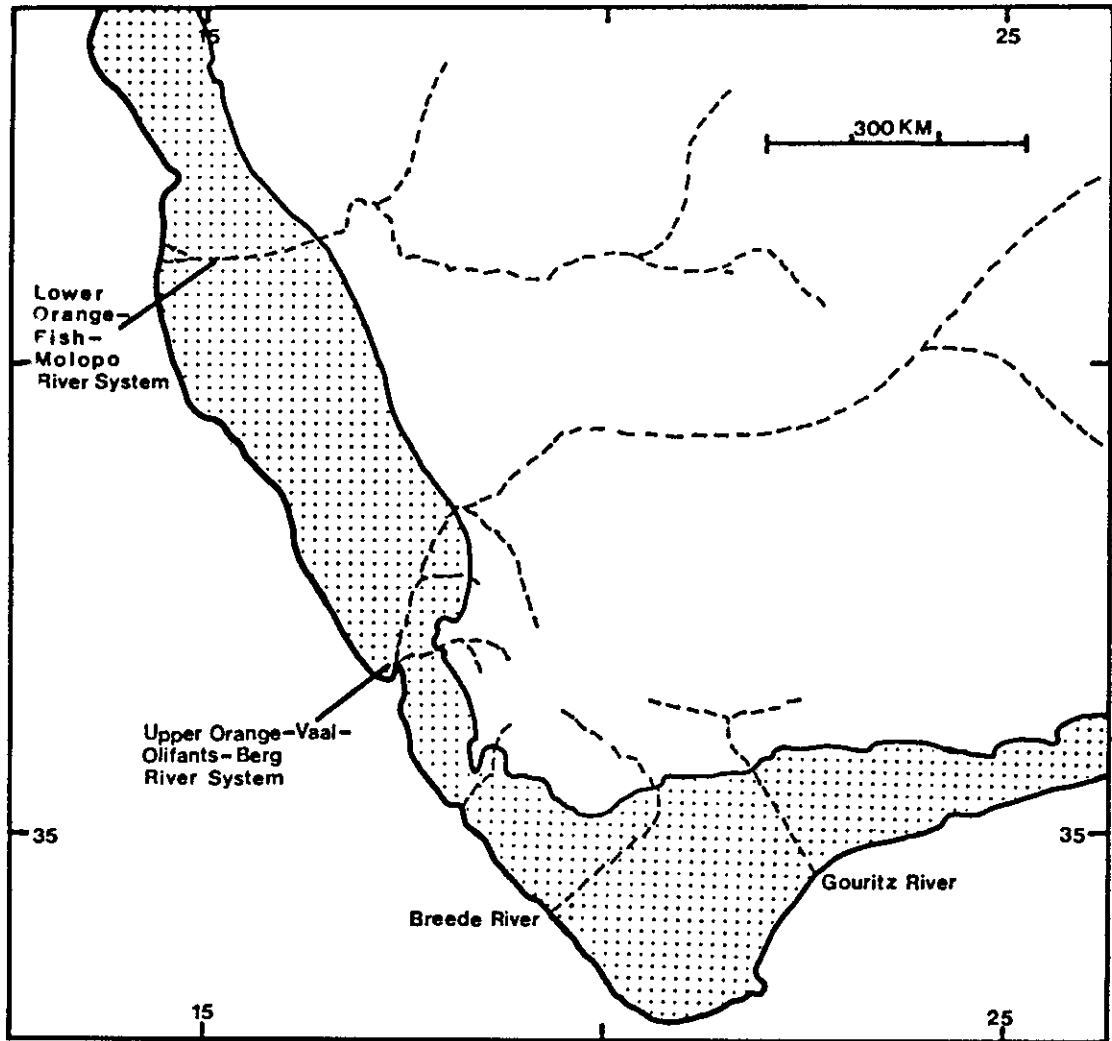 15
25
300 KM
Lower
Orange–
Fish–
Molopo
River System
Upper Orange–Vaal–
Olifants–Berg
River System
35
35
Gouritz River
Breede River
15
25